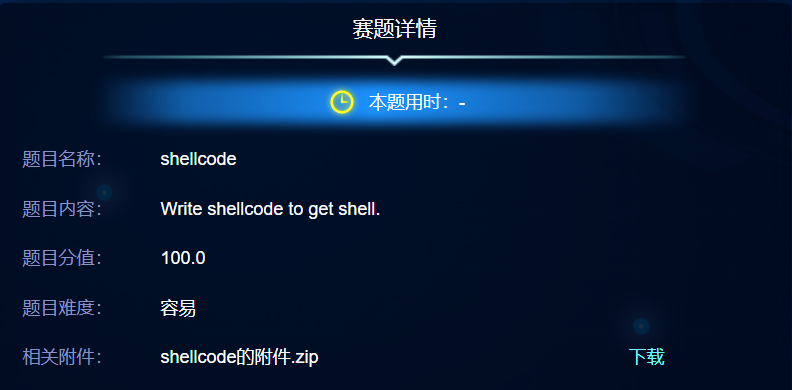 赛题详情
本题用时：-
题目名称： shellcode
题目内容： Write shellcode to get shell.
题目分值： 100.0
题目难度： 容易
相关附件： shellcode的附件.zip 下载